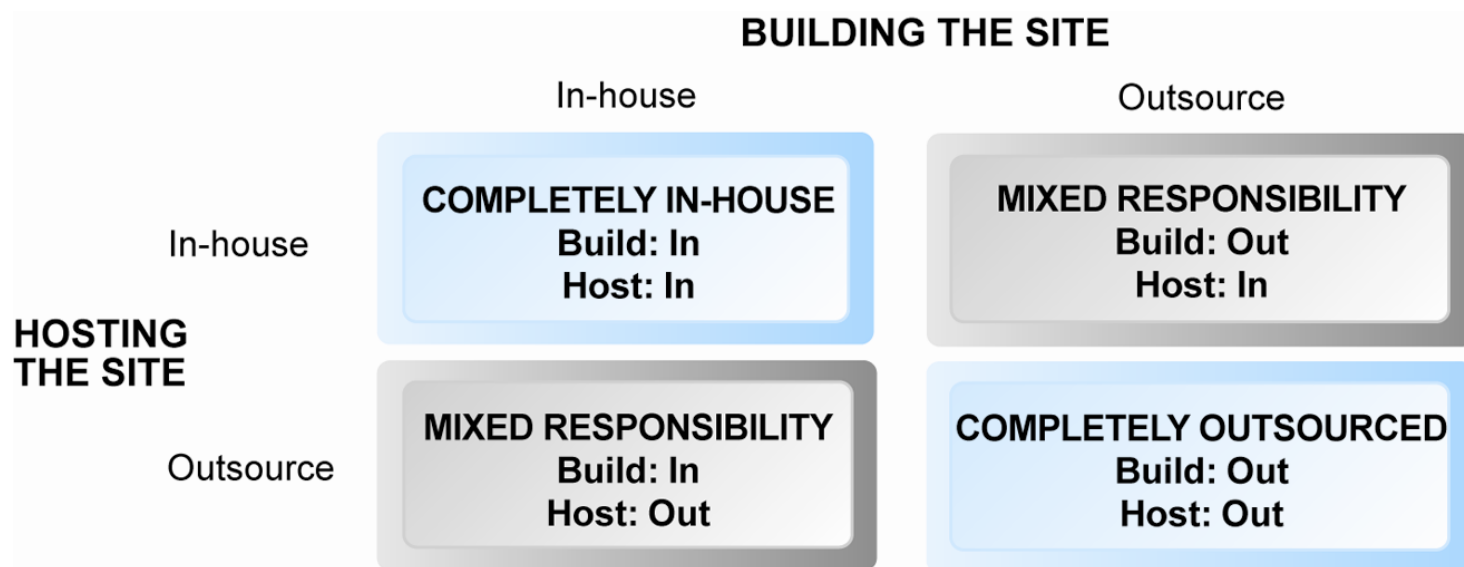 BUILDING THE SITE
In-house
Outsource
COMPLETELY IN-HOUSE
Build: In
Host: In
MIXED RESPONSIBILITY
Build: Out
Host: In
In-house
HOSTING
THE SITE
MIXED RESPONSIBILITY
Build: In
Host: Out
COMPLETELY OUTSOURCED
Build: Out
Host: Out
Outsource